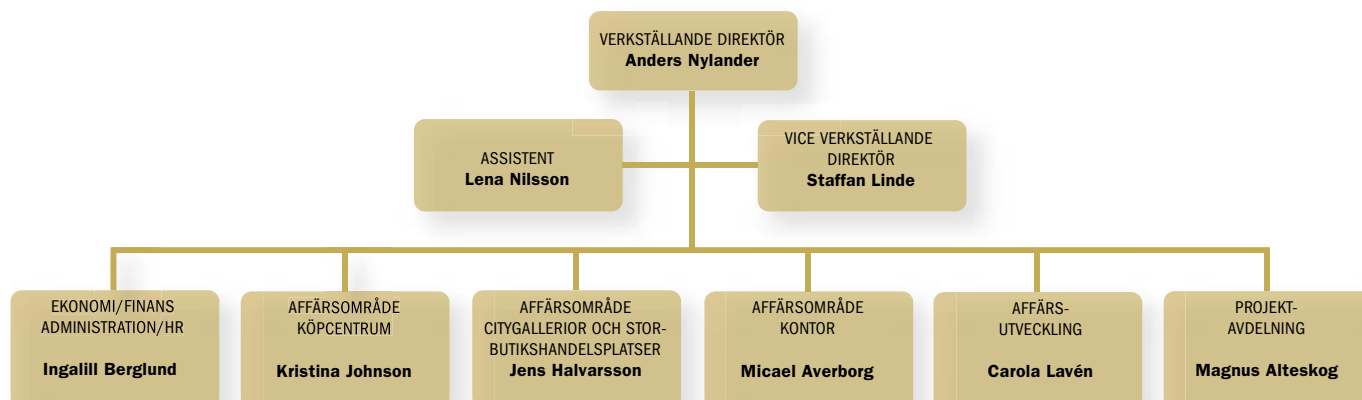 VERKSTÄLLANDE DIREKTÖR
Anders Nylander
ASSISTENT
Lena Nilsson
VICE VERKSTÄLLANDE
DIREKTÖR
Staffan Linde
EKONOMI/FINANS
ADMINISTRATION/HR
Ingalill Berglund
AFFÄRSOMRÅDE
KÖPCENTRUM
Kristina Johnson
AFFÄRSOMRÅDE
CITYGALLERIOR OCH STOR-
BUTIKSHANDELSPLATSER
Jens Halvarsson
AFFÄRSOMRÅDE
KONTOR
Micael Averborg
AFFÄRS-
UTVECKLING
Carola Lavén
PROJEKT-
AVDELNING
Magnus Alteskog